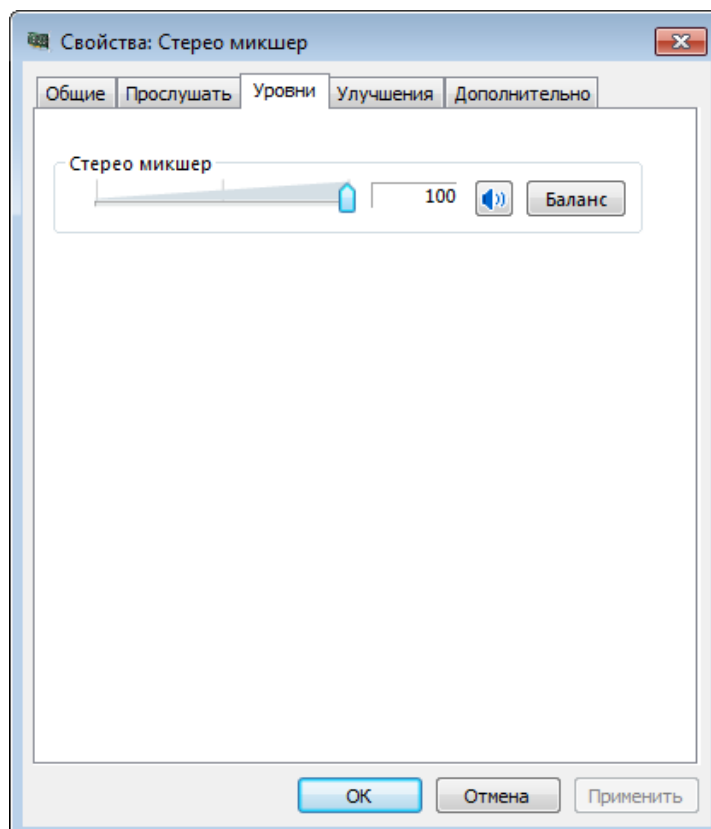 Свойства: Стерео микшер
Общие Прослушать Уровни Улучшения Дополнительно
Стерео микшер
100 Баланс
ОК Отмена Применить